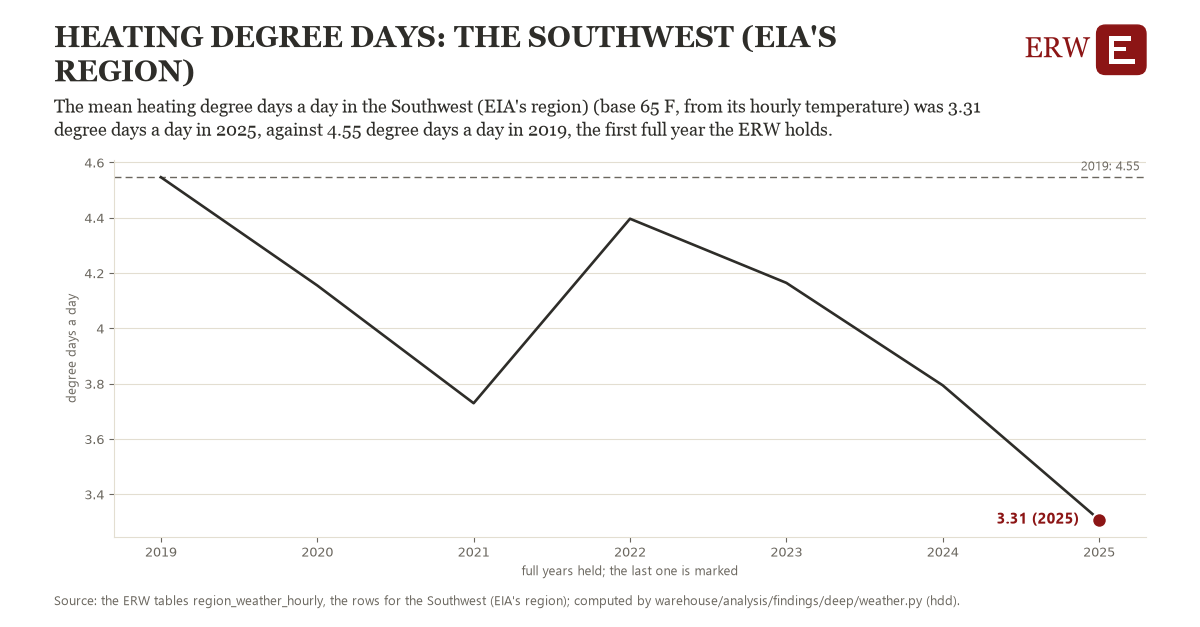 HEATING DEGREE DAYS: THE SOUTHWEST (EIA'S
REGION)
ERW E
The mean heating degree days a day in the Southwest (EIA's region) (base 65 F, from its hourly temperature) was 3.31
degree days a day in 2025, against 4.55 degree days a day in 2019, the first full year the ERW holds.
2019: 4.55
4.6
4.4
4.2
4
3.8
3.6
3.4
degree days a day
3.31 (2025)
2019 2020 2021 2022 2023 2024 2025
full years held; the last one is marked
Source: the ERW tables region_weather_hourly, the rows for the Southwest (EIA's region); computed by warehouse/analysis/findings/deep/weather.py (hdd).